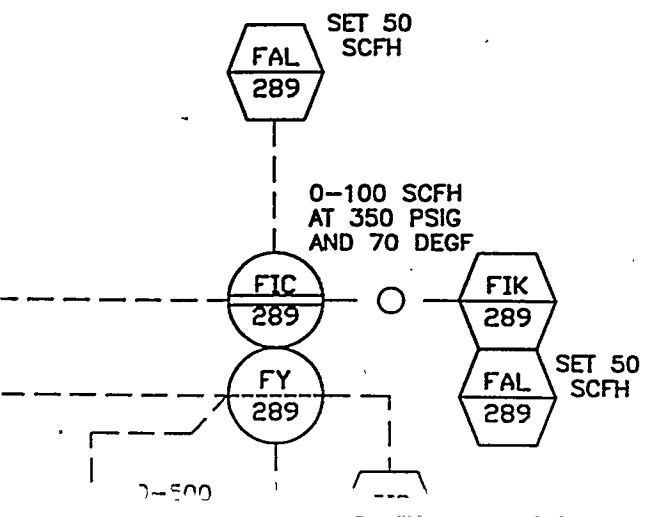 SET 50
SCFH
FAL
289
0-100 SCFH
AT 350 PSIG
AND 70 DEGF
FIC
289
FIK
289
FY
289
FAL
289
SET 50
SCFH